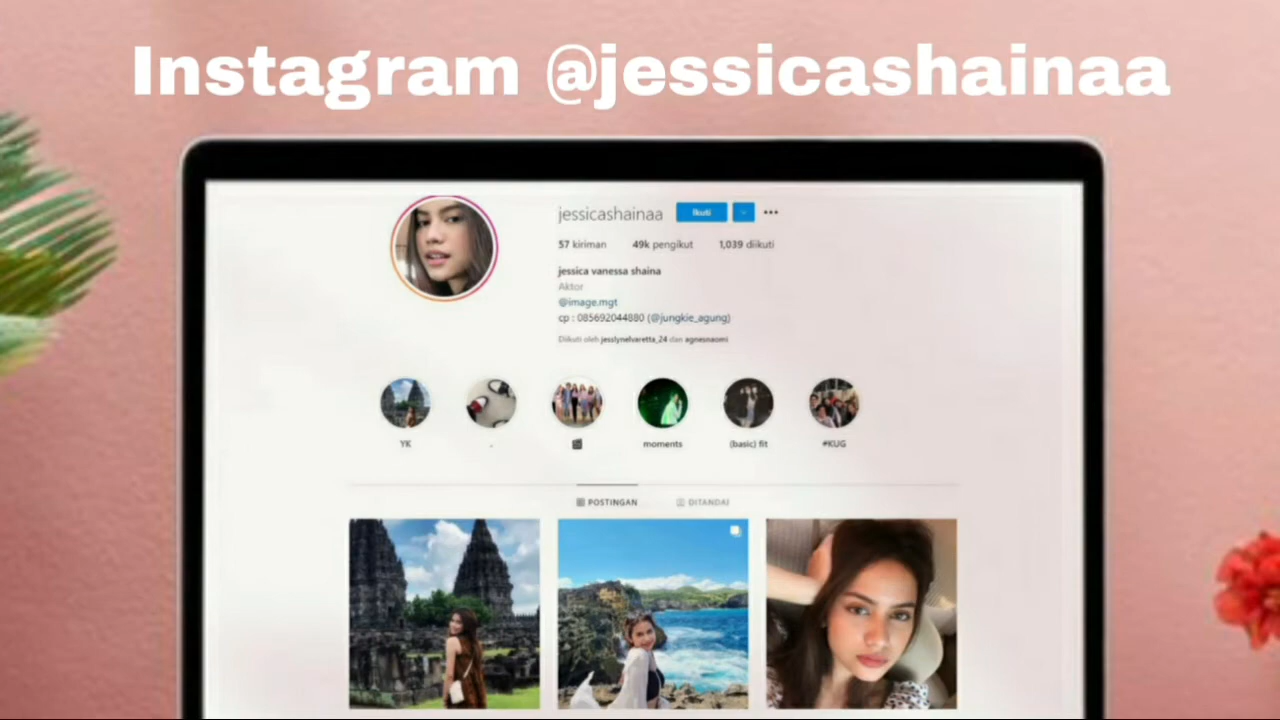 Instagram @jessicashainaa
jessicashainaa Ikuti
57 kiriman 49k pengikut 1,039 diikuti
jessica vanessa shaina
Aktor
@image.mgt
cp : 085692044880 (@jungkie_agung)
Diikuti oleh jesslynelvaretta_24 dan agnesnaomi
YK . moments (basic) fit #KUG
POSTINGAN DITANDAI